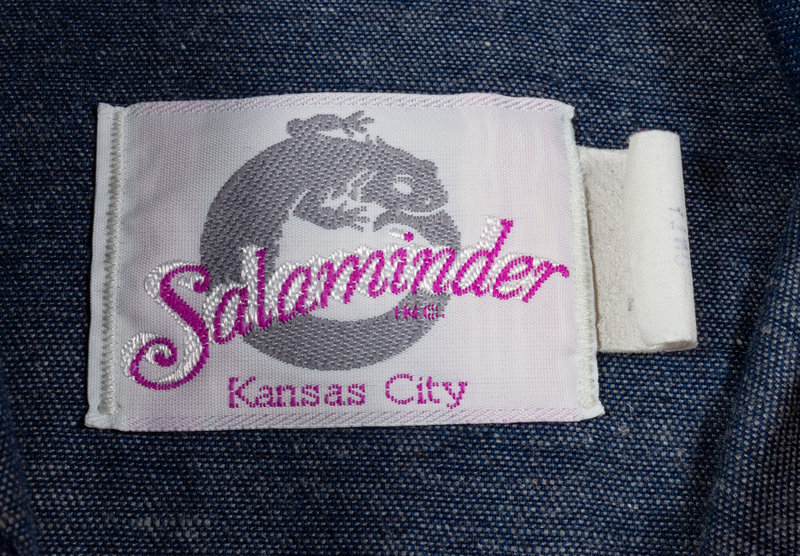 Salaminder
INC.
Kansas City